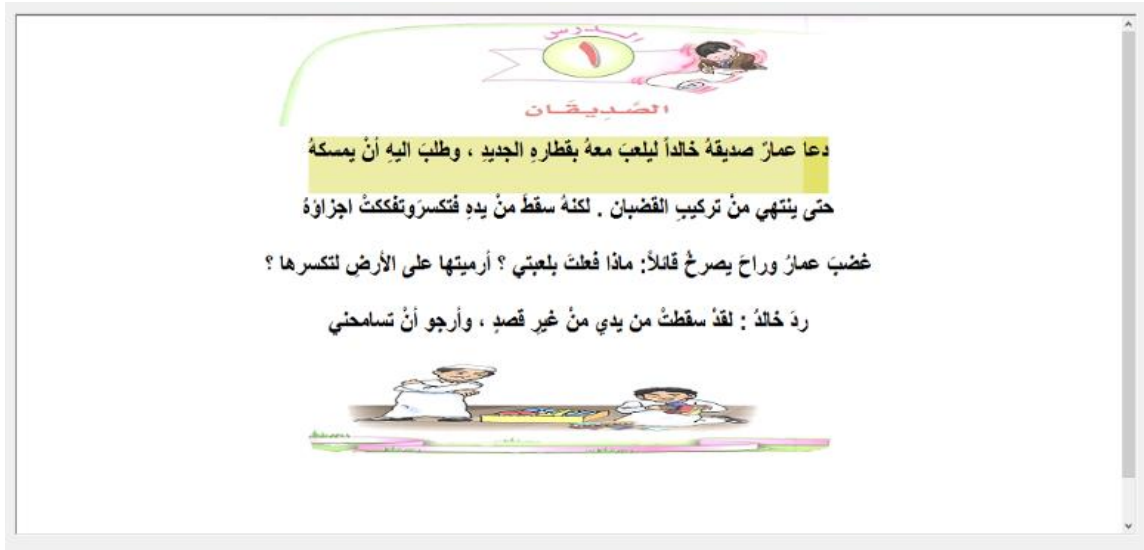 الدرس
١
الصَّدِيقَان
دعا عمارٌ صديقهُ خالداً ليلعبَ معهُ بقطارهِ الجديدِ ، وطلبَ اليهِ أنْ يمسكهُ
حتى ينتهي منْ تركيبِ القضبان . لكنهُ سقطَ منْ يدهِ فتكسرَوتفككتْ اجزاؤهُ
غضبَ عمارُ وراحَ يصرخُ قائلاً: ماذا فعلتَ بلعبتي ؟ أرميتها على الأرضِ لتكسرها ؟
ردَ خالدُ : لقدْ سقطتْ من يدي منْ غيرِ قصدٍ ، وأرجو أنْ تسامحني